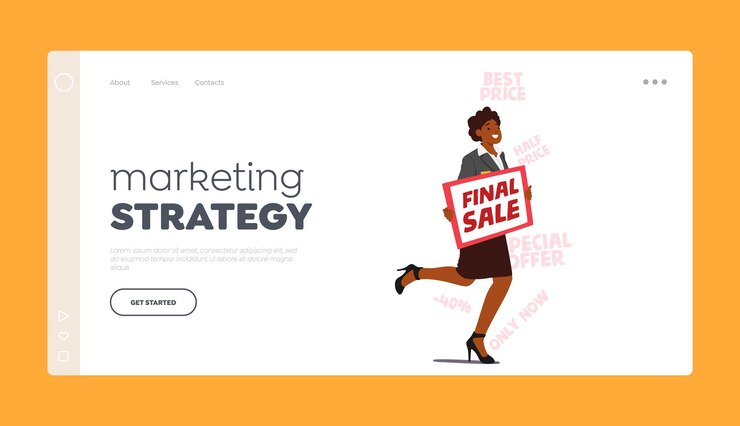 About Services Contacts
marketing
STRATEGY
Lorem ipsum dolor sit amet, consectetur adipiscing elit,
sed do eiusmod tempor incididunt ut labore et dolore magna
aliqua
GET STARTED
BEST
PRICE
HALF
PRICE
FINAL
SALE
SPECIAL
OFFER
-40%
ONLY NOW